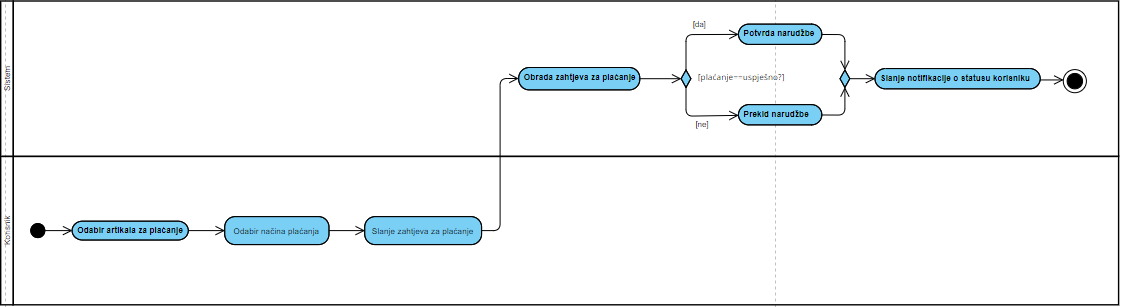 Sistem
[da]
Potvrda narudžbe
Obrada zahtjeva za plaćanje
[plaćanje==uspješno?]
Slanje notifikacije o statusu korisniku
Prekid narudžbe
[ne]
Korisnik
Odabir artikala za plaćanje
Odabir načina plaćanja
Slanje zahtjeva za plaćanje